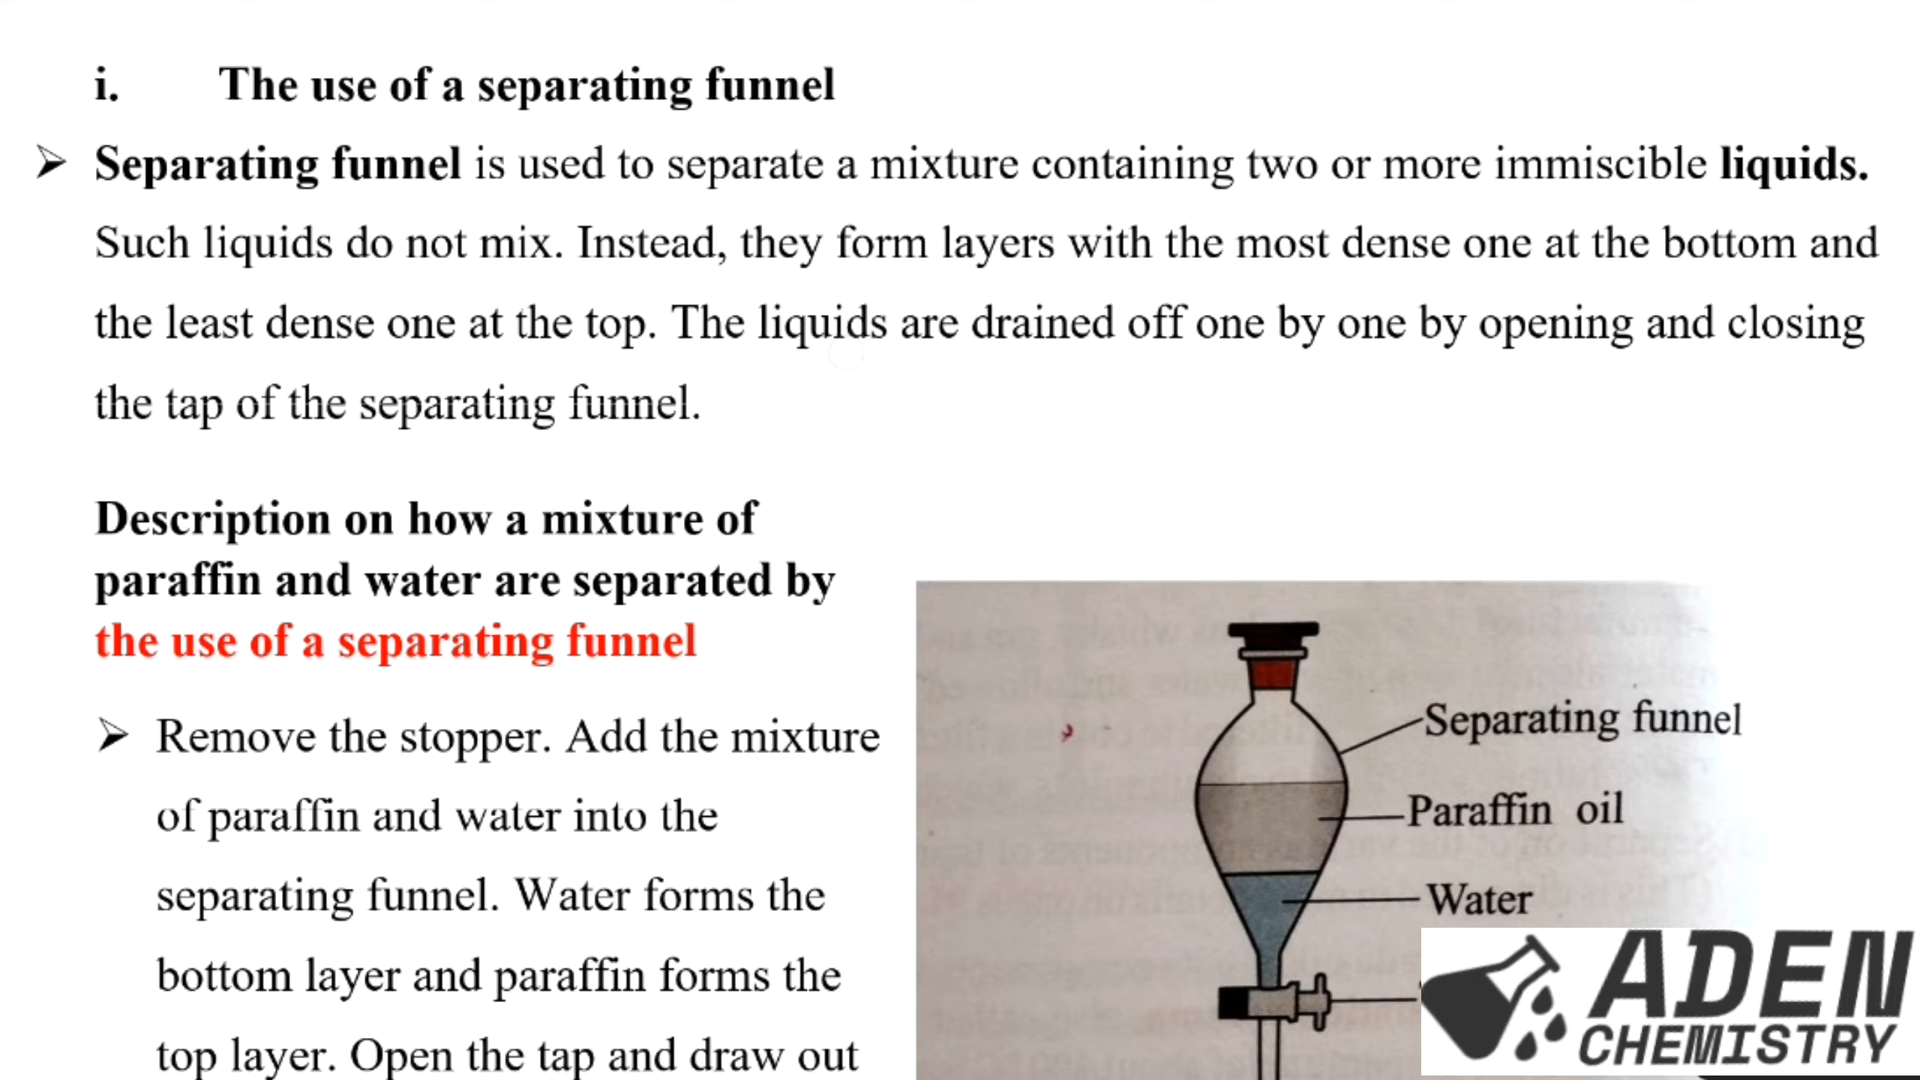 i. The use of a separating funnel
➢ Separating funnel is used to separate a mixture containing two or more immiscible liquids.
Such liquids do not mix. Instead, they form layers with the most dense one at the bottom and
the least dense one at the top. The liquids are drained off one by one by opening and closing
the tap of the separating funnel.
Description on how a mixture of
paraffin and water are separated by
the use of a separating funnel
➢ Remove the stopper. Add the mixture
of paraffin and water into the
separating funnel. Water forms the
bottom layer and paraffin forms the
top layer. Open the tap and draw out
Separating funnel
Paraffin oil
Water
ADEN
CHEMISTRY